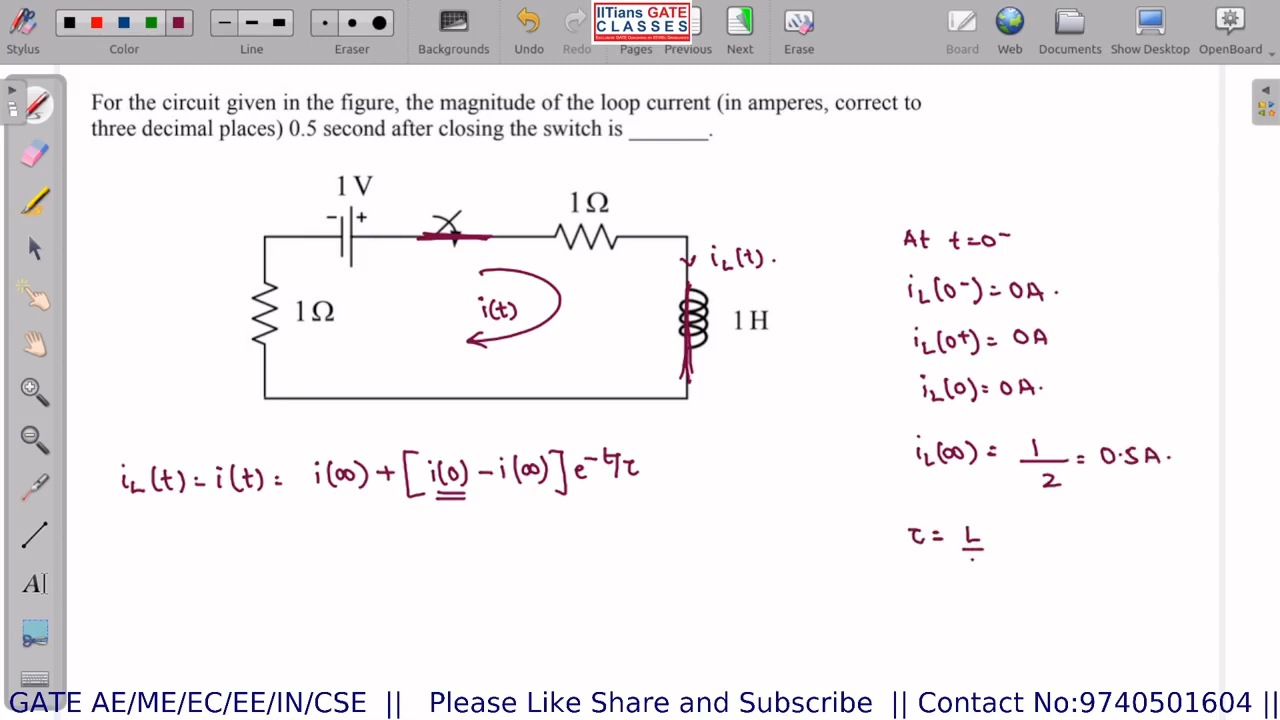 IITians GATE
CLASSES
Stylus
Color
Line
Eraser
Backgrounds
Undo
Redo
Pages
Previous
Next
Erase
Board
Web
Documents
Show Desktop
OpenBoard
For the circuit given in the figure, the magnitude of the loop current (in amperes, correct to
three decimal places) 0.5 second after closing the switch is ________.
1 V
- +
1 Ω
1 Ω
i(t)
i_L(t).
1 H
At t=0⁻
i_L(0⁻) = 0A.
i_L(0⁺) = 0A
i_L(0) = 0A.
i_L(∞) = 1/2 = 0.5A.
τ = L
i_L(t) = i(t) = i(∞) + [i(0) - i(∞)] e^{-t/τ}
GATE AE/ME/EC/EE/IN/CSE || Please Like Share and Subscribe || Contact No:9740501604 ||